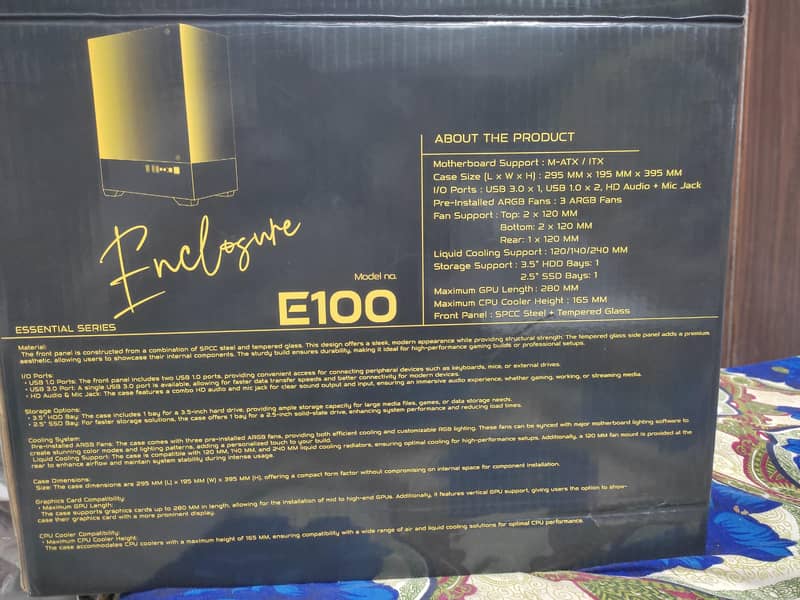 ABOUT THE PRODUCT
Motherboard Support : M-ATX / ITX
Case Size (L x W x H) : 295 MM x 195 MM x 395 MM
I/O Ports : USB 3.0 x 1, USB 1.0 x 2, HD Audio + Mic Jack
Pre-Installed ARGB Fans : 3 ARGB Fans
Fan Support : Top: 2 x 120 MM
Bottom: 2 x 120 MM
Rear: 1 x 120 MM
Liquid Cooling Support : 120/140/240 MM
Storage Support : 3.5" HDD Bays: 1
2.5" SSD Bays: 1
Maximum GPU Length : 280 MM
Maximum CPU Cooler Height : 165 MM
Front Panel : SPCC Steel + Tempered Glass
Enclosure
Model no.
E100
ESSENTIAL SERIES
Material:
The front panel is constructed from a combination of SPCC steel and tempered glass. This design offers a sleek, modern appearance while providing structural strength. The tempered glass side panel adds a premium
aesthetic, allowing users to showcase their internal components. The sturdy build ensures durability, making it ideal for high-performance gaming builds or professional setups.
I/O Ports:
• USB 1.0 Ports: The front panel includes two USB 1.0 ports, providing convenient access for connecting peripheral devices such as keyboards, mice, or external drives.
• USB 3.0 Port: A single USB 3.0 port is available, allowing for faster data transfer speeds and better connectivity for modern devices.
• HD Audio & Mic Jack: The case features a combo HD audio and mic jack for clear sound output and input, ensuring an immersive audio experience, whether gaming, working, or streaming media.
Storage Options:
• 3.5" HDD Bay: The case includes 1 bay for a 3.5-inch hard drive, providing ample storage capacity for large media files, games, or data storage needs.
• 2.5" SSD Bay: For faster storage solutions, the case offers 1 bay for a 2.5-inch solid-state drive, enhancing system performance and reducing load times.
Cooling System:
Pre-Installed ARGB Fans: The case comes with three pre-installed ARGB fans, providing both efficient cooling and customizable RGB lighting. These fans can be synced with major motherboard lighting software to
create stunning color modes and lighting patterns, adding a personalized touch to your build.
Liquid Cooling Support: The case is compatible with 120 MM, 140 MM, and 240 MM liquid cooling radiators, ensuring optimal cooling for high-performance setups. Additionally, a 120 MM fan mount is provided at the
rear to enhance airflow and maintain system stability during intense usage.
Case Dimensions:
Size: The case dimensions are 295 MM (L) x 195 MM (W) x 395 MM (H), offering a compact form factor without compromising on internal space for component installation.
Graphics Card Compatibility
• Maximum GPU Length:
The case supports graphics cards up to 280 MM in length, allowing for the installation of mid to high-end GPUs. Additionally, it features vertical GPU support, giving users the option to show-
case their graphics card with a more prominent display.
CPU Cooler Compatibility:
• Maximum CPU Cooler Height:
The case accommodates CPU coolers with a maximum height of 165 MM, ensuring compatibility with a wide range of air and liquid cooling solutions for optimal CPU performance.